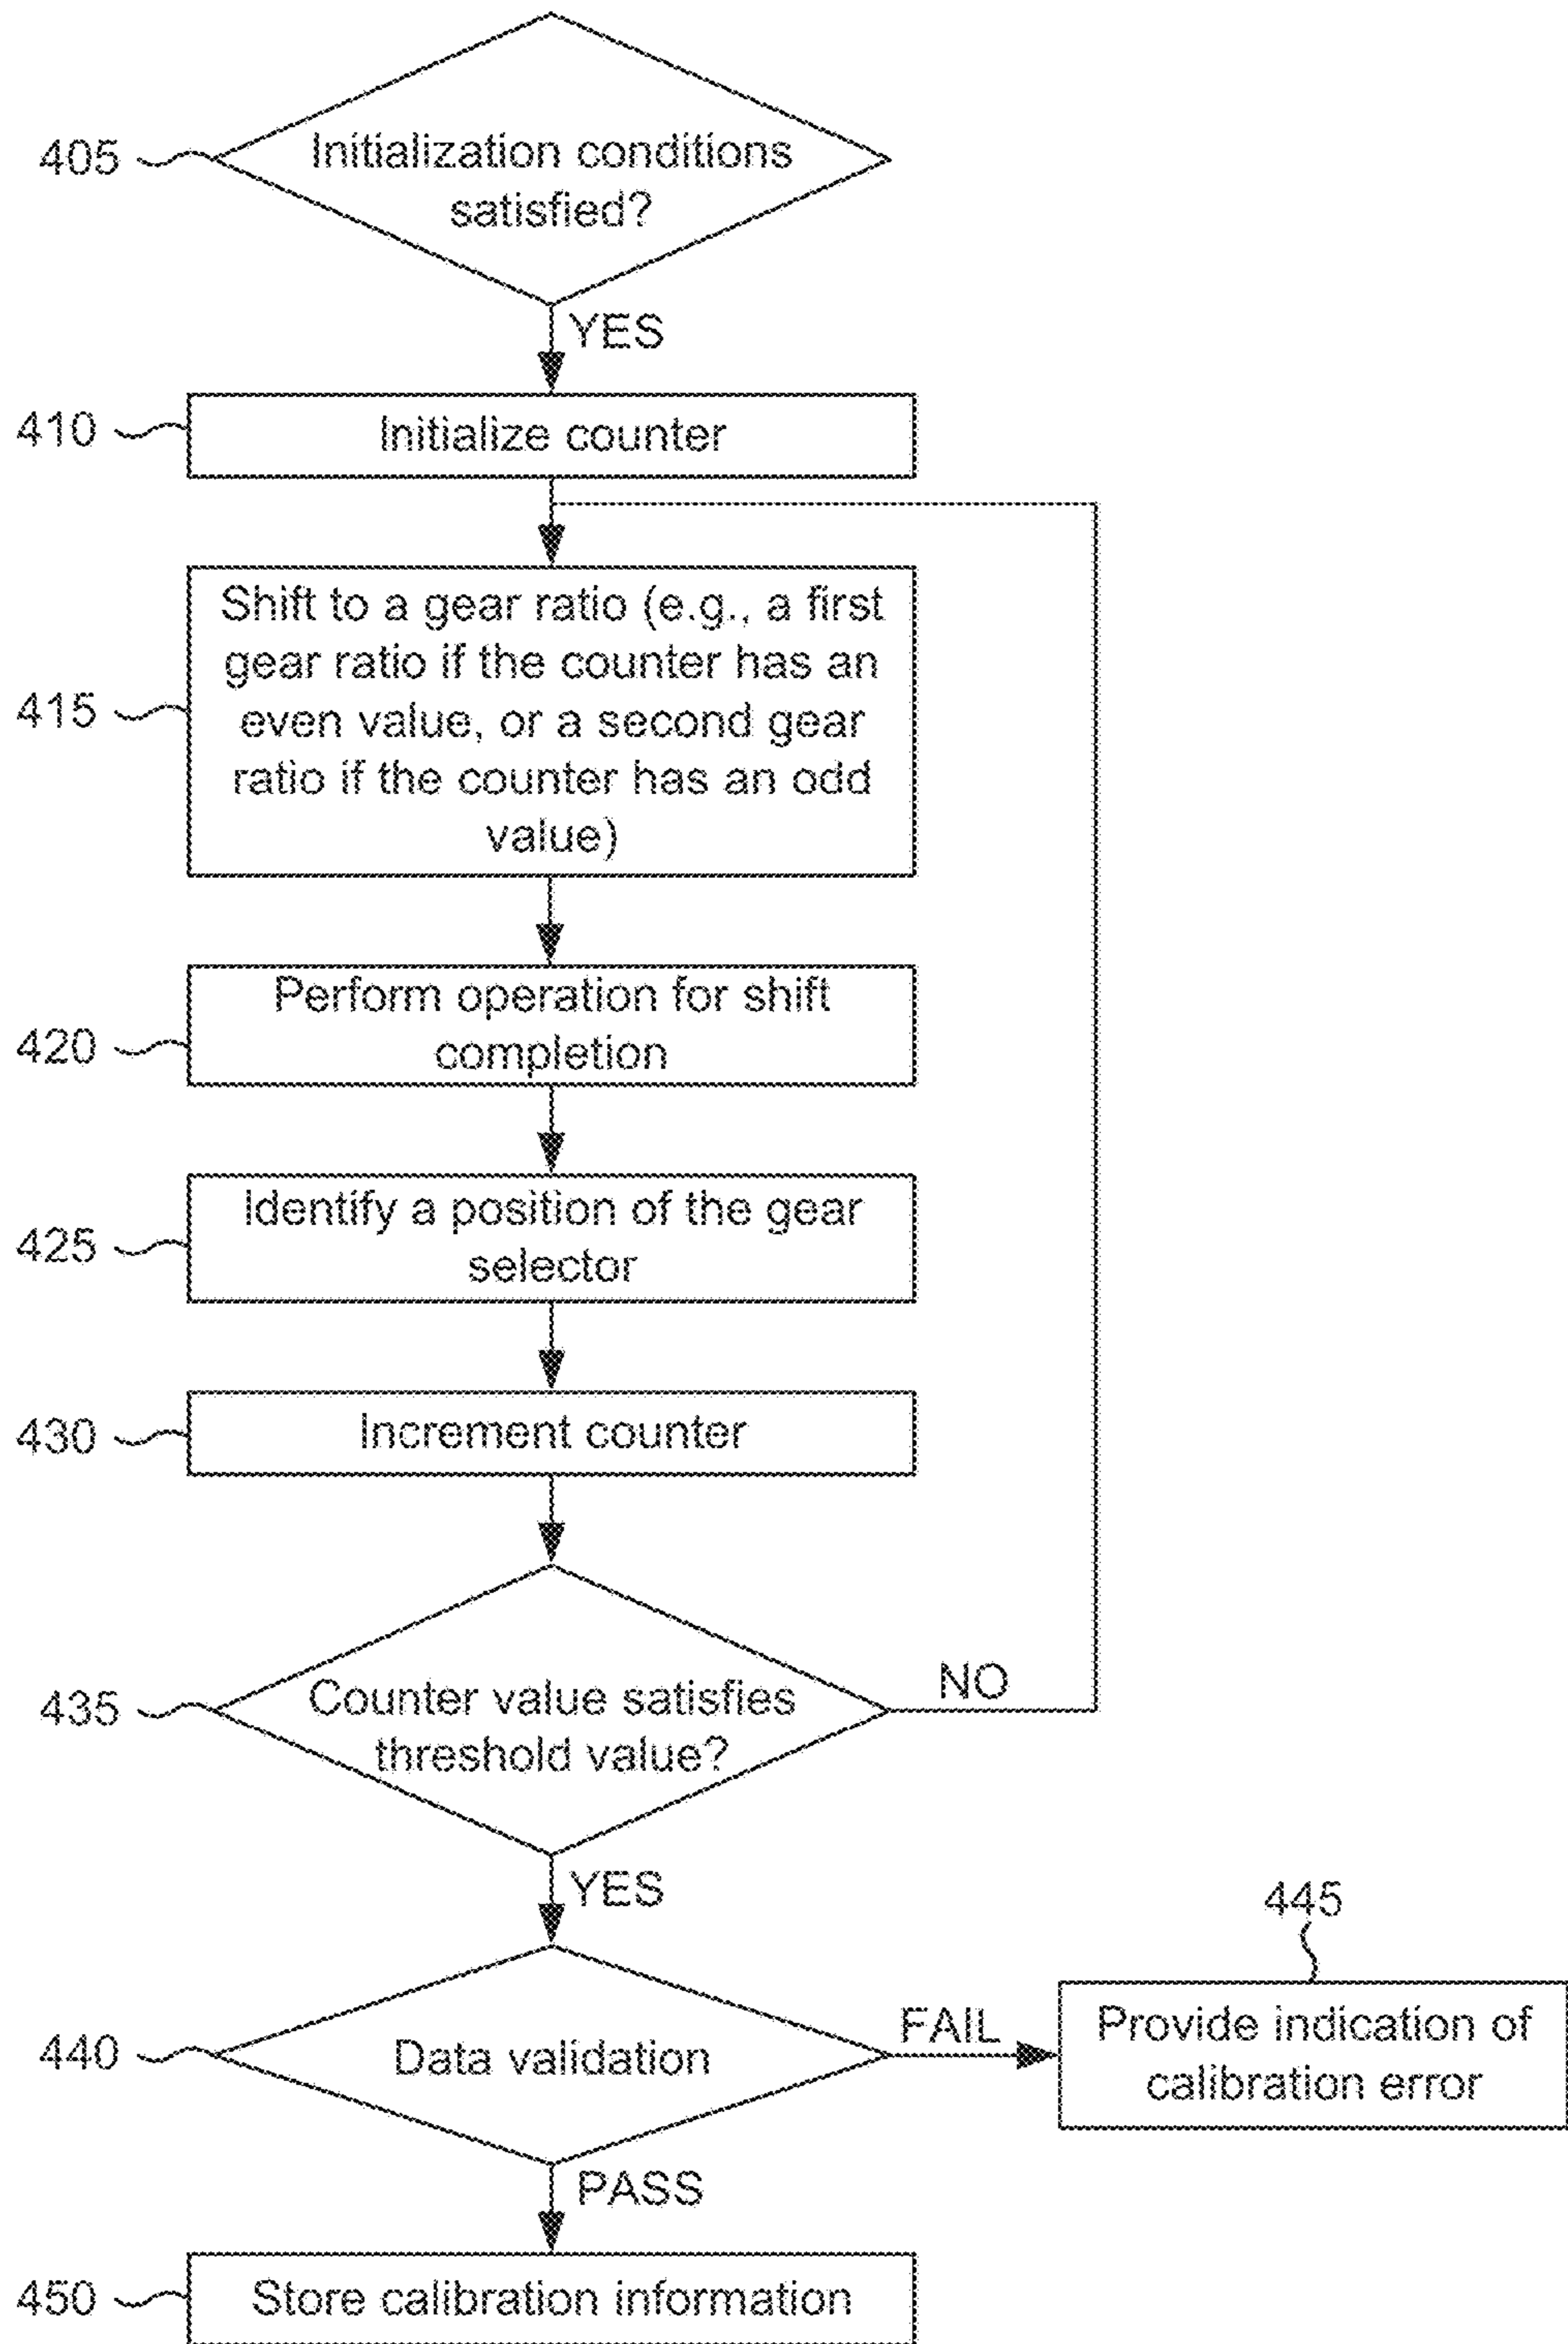 405
Initialization conditions
satisfied?
YES
410
Initialize counter
415
Shift to a gear ratio (e.g., a first
gear ratio if the counter has an
even value, or a second gear
ratio if the counter has an odd
value)
420
Perform operation for shift
completion
425
Identify a position of the gear
selector
430
Increment counter
435
Counter value satisfies
threshold value?
NO
YES
445
440
Data validation
FAIL
Provide indication of
calibration error
PASS
450
Store calibration information